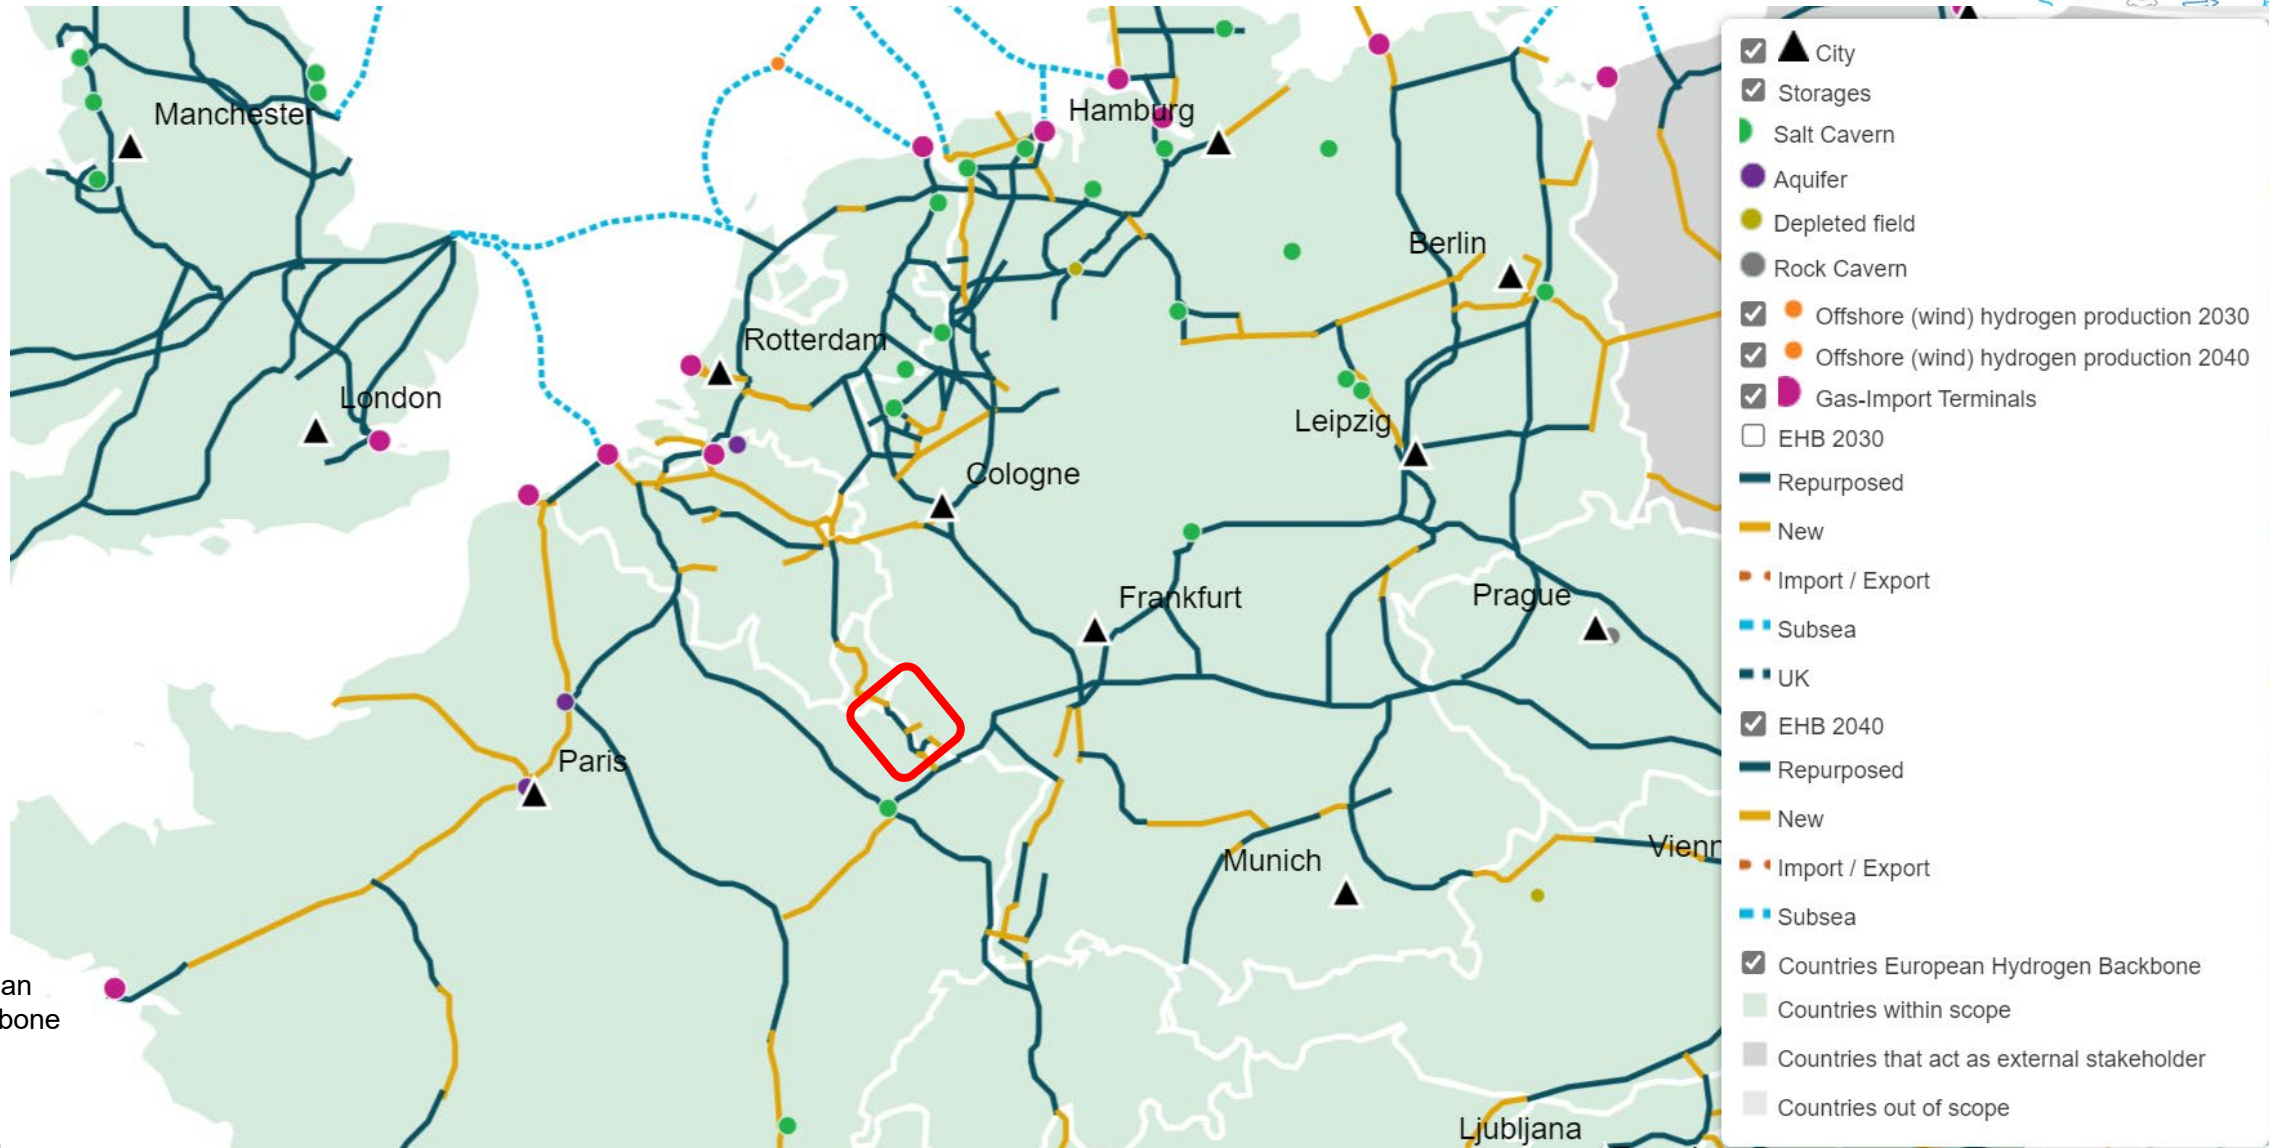 Manchester
Hamburg
Berlin
Rotterdam
London
Leipzig
Cologne
Frankfurt
Prague
Paris
Munich
Vienn
an
bone
Ljubljana
City
Storages
Salt Cavern
Aquifer
Depleted field
Rock Cavern
Offshore (wind) hydrogen production 2030
Offshore (wind) hydrogen production 2040
Gas-Import Terminals
EHB 2030
Repurposed
New
Import / Export
Subsea
UK
EHB 2040
Repurposed
New
Import / Export
Subsea
Countries European Hydrogen Backbone
Countries within scope
Countries that act as external stakeholder
Countries out of scope